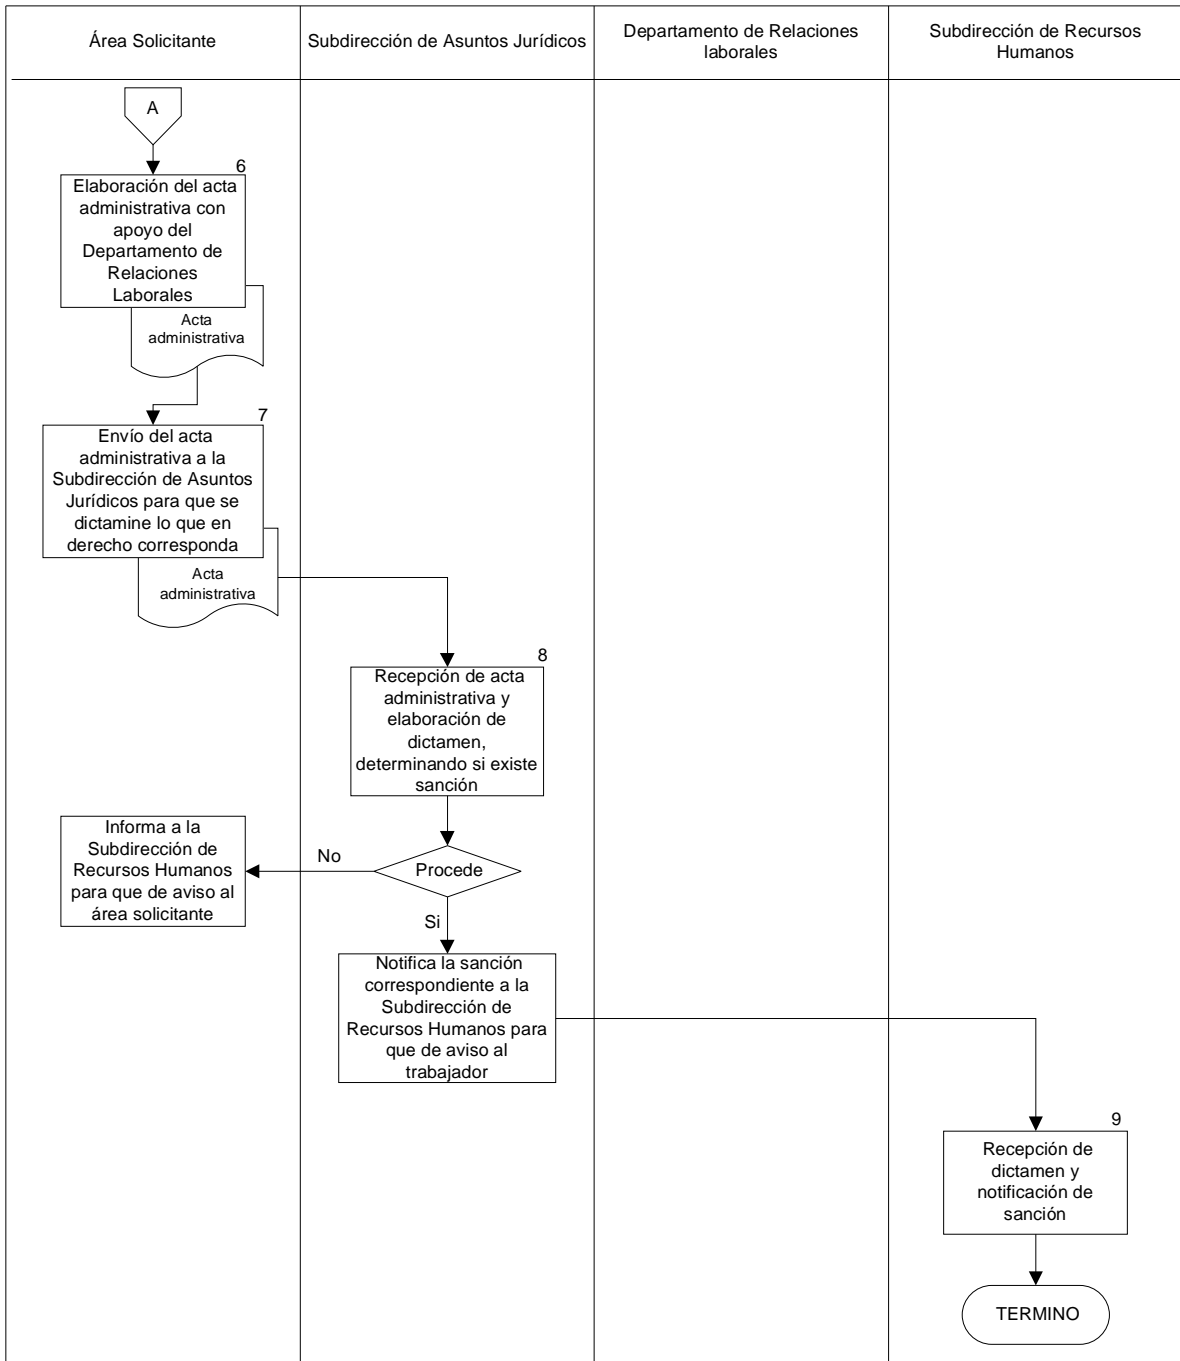 Área Solicitante
Subdirección de Asuntos Jurídicos
Departamento de Relaciones
laborales
Subdirección de Recursos
Humanos
A
6
Elaboración del acta
administrativa con
apoyo del
Departamento de
Relaciones
Laborales
Acta
administrativa
7
Envío del acta
administrativa a la
Subdirección de Asuntos
Jurídicos para que se
dictamine lo que en
derecho corresponda
Acta
administrativa
8
Recepción de acta
administrativa y
elaboración de
dictamen,
determinando si existe
sanción
Procede
No
Informa a la
Subdirección de
Recursos Humanos
para que de aviso al
área solicitante
Si
Notifica la sanción
correspondiente a la
Subdirección de
Recursos Humanos para
que de aviso al
trabajador
9
Recepción de
dictamen y
notificación de
sanción
TERMINO